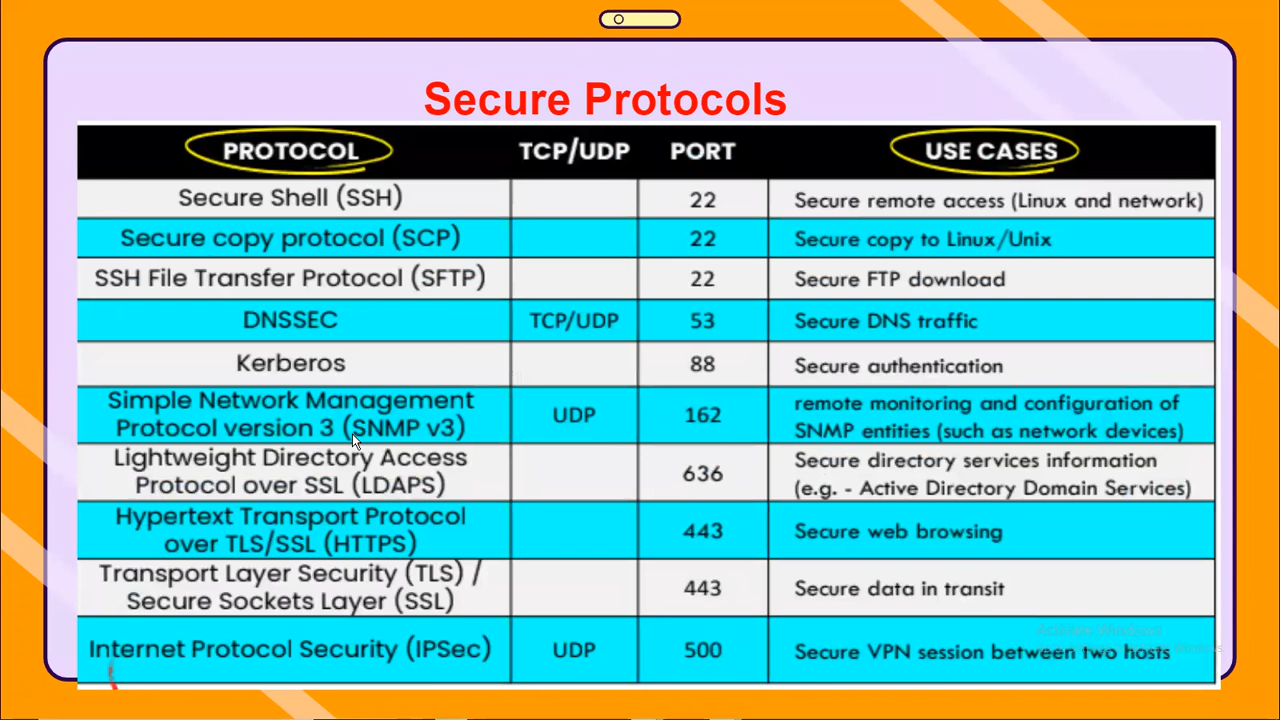 Secure Protocols
PROTOCOL TCP/UDP PORT USE CASES
Secure Shell (SSH) 22 Secure remote access (Linux and network)
Secure copy protocol (SCP) 22 Secure copy to Linux/Unix
SSH File Transfer Protocol (SFTP) 22 Secure FTP download
DNSSEC TCP/UDP 53 Secure DNS traffic
Kerberos 88 Secure authentication
Simple Network Management
Protocol version 3 (SNMP v3) UDP 162 remote monitoring and configuration of
SNMP entities (such as network devices)
Lightweight Directory Access
Protocol over SSL (LDAPS) 636 Secure directory services information
(e.g. - Active Directory Domain Services)
Hypertext Transport Protocol
over TLS/SSL (HTTPS) 443 Secure web browsing
Transport Layer Security (TLS) /
Secure Sockets Layer (SSL) 443 Secure data in transit
Internet Protocol Security (IPSec) UDP 500 Secure VPN session between two hosts
Activate Windows